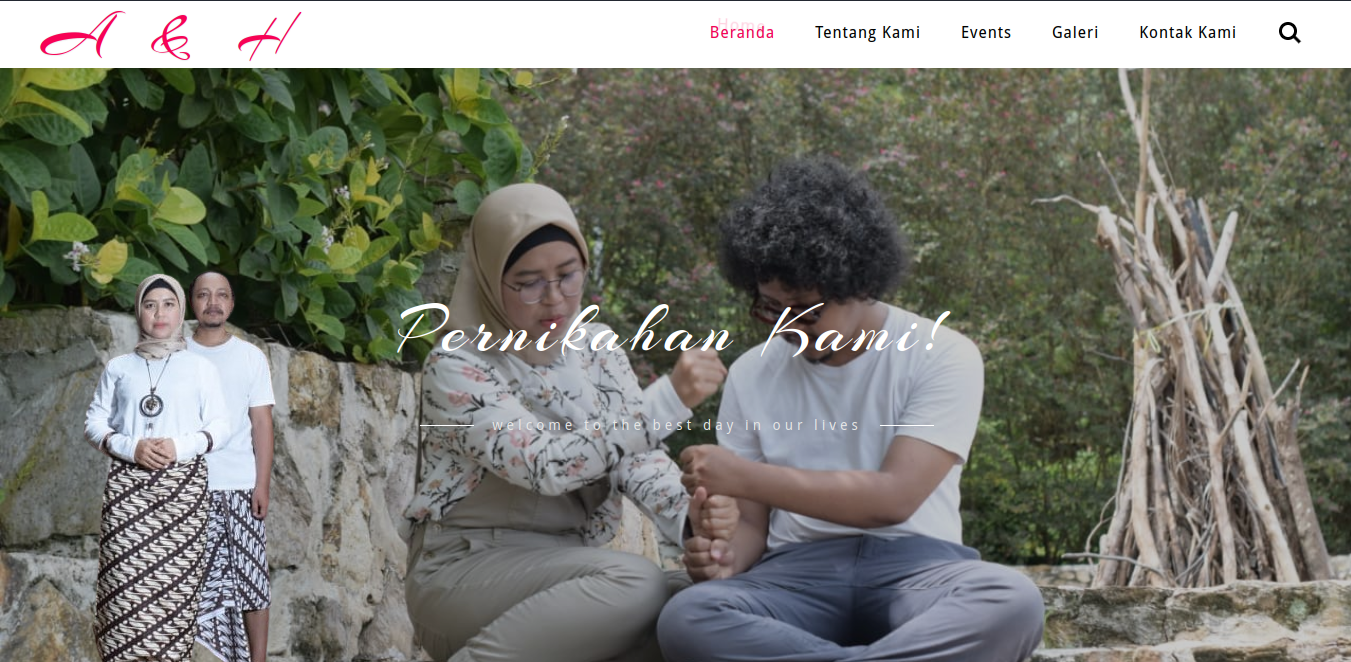 A & H
Home
Beranda
Tentang Kami
Events
Galeri
Kontak Kami
Pernikahan Kami!
welcome to the best day in our lives